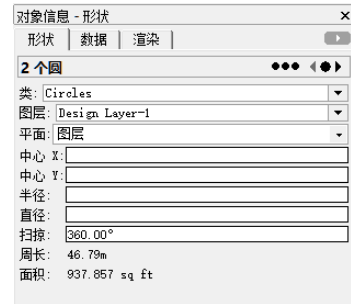 对象信息 - 形状
形状 数据 渲染
2 个圆
类: Circles
图层: Design Layer-1
平面: 图层
中心 X:
中心 Y:
半径:
直径:
扫掠: 360.00°
周长: 46.79m
面积: 937.857 sq ft